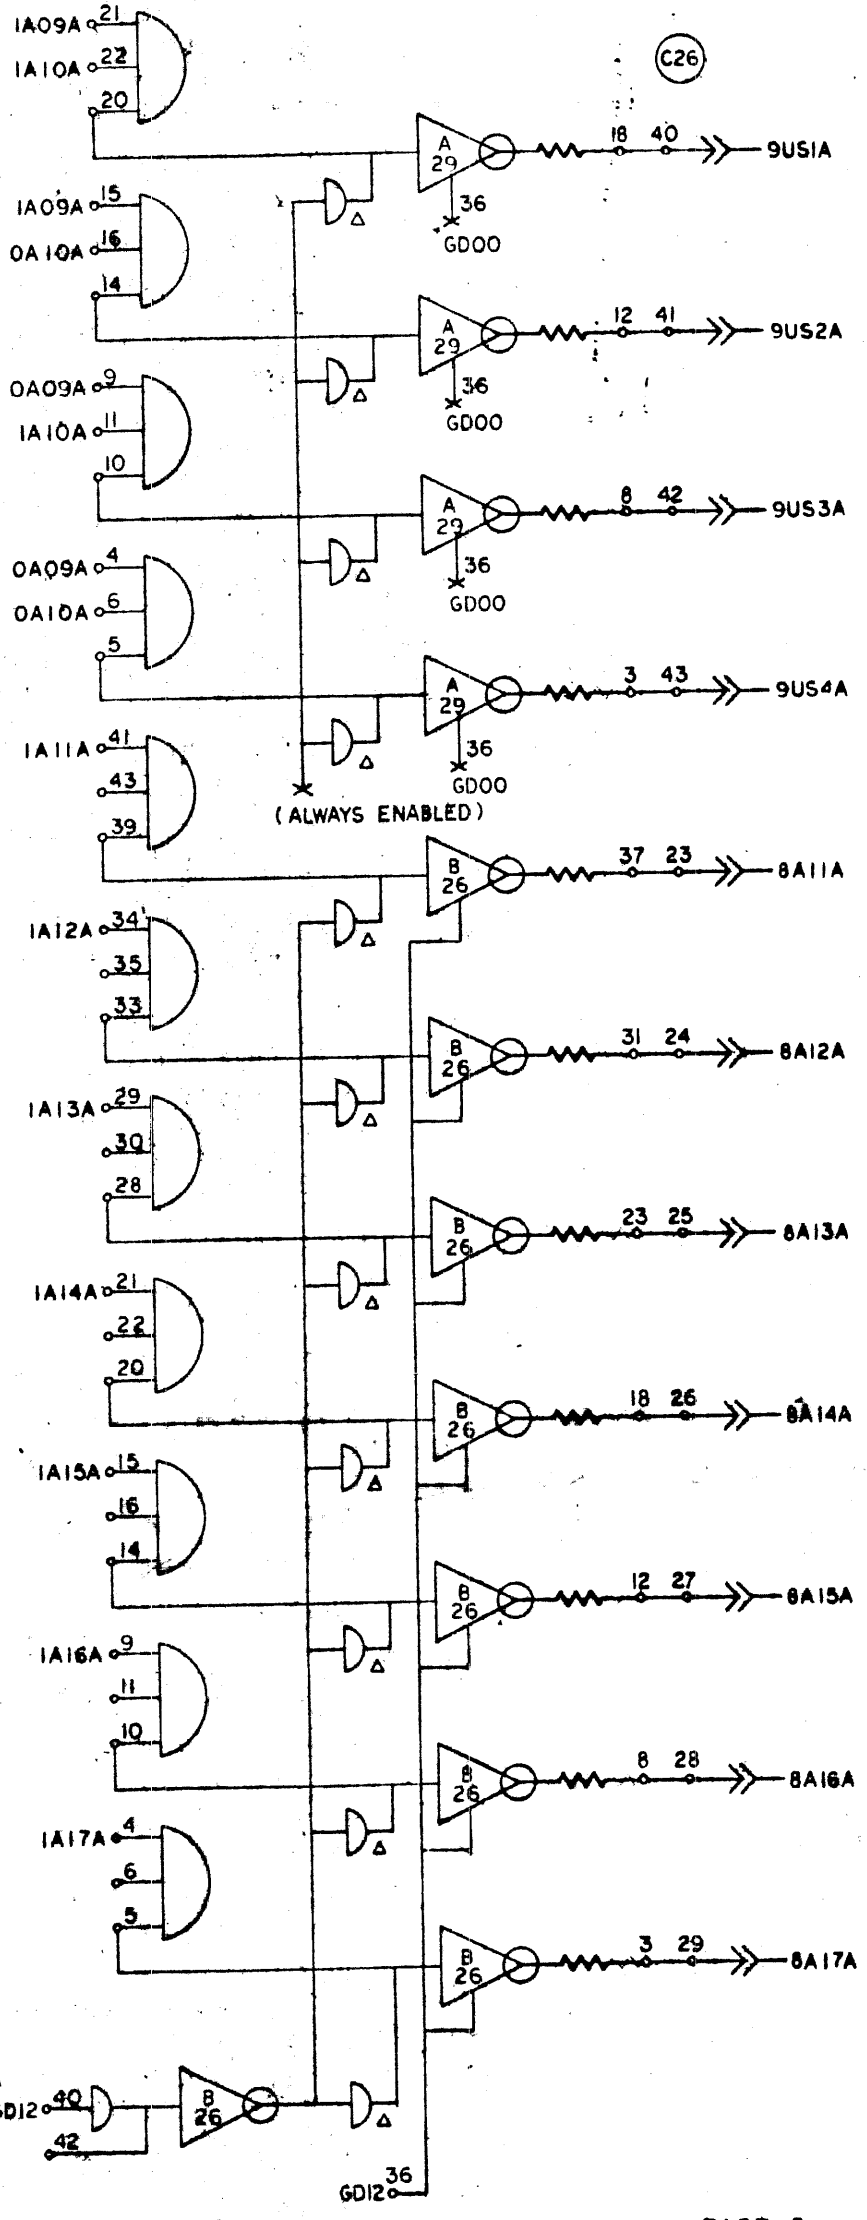 1A09A 21
C26
1A10A 22
20
A 29 18 40 9US1A
1A09A 15
36
GD00
0A10A 16
14
A 29 12 41 9US2A
0A09A 9
36
GD00
1A10A 11
10
A 29 8 42 9US3A
0A09A 4
36
GD00
0A10A 6
5
A 29 3 43 9US4A
1A11A 41
36
GD00
43
(ALWAYS ENABLED)
39
B 26 37 23 8A11A
1A12A 34
35
33
B 26 31 24 8A12A
1A13A 29
30
28
B 26 23 25 8A13A
1A14A 21
22
20
B 26 18 26 8A14A
1A15A 15
16
14
B 26 12 27 8A15A
1A16A 9
11
10
B 26 8 28 8A16A
1A17A 4
6
5
B 26 3 29 8A17A
GD12 40
B 26
42
GD12 36